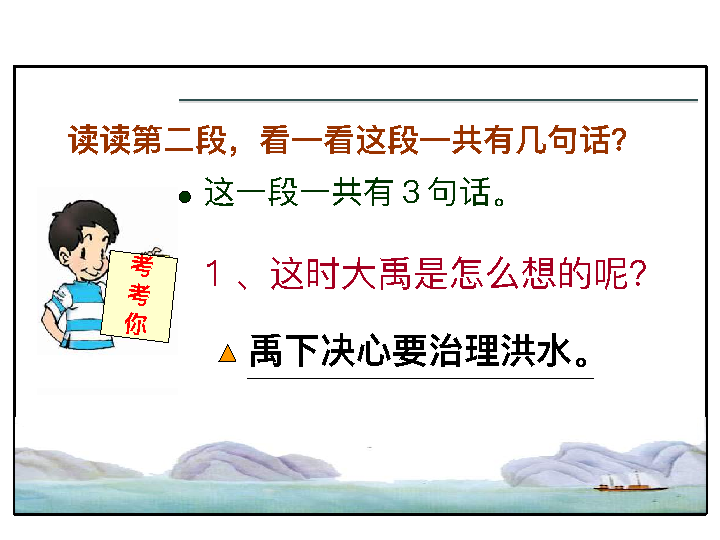 读读第二段，看一看这段一共有几句话？
● 这一段一共有３句话。
考
考
你
１、这时大禹是怎么想的呢？
▲ 禹下决心要治理洪水。